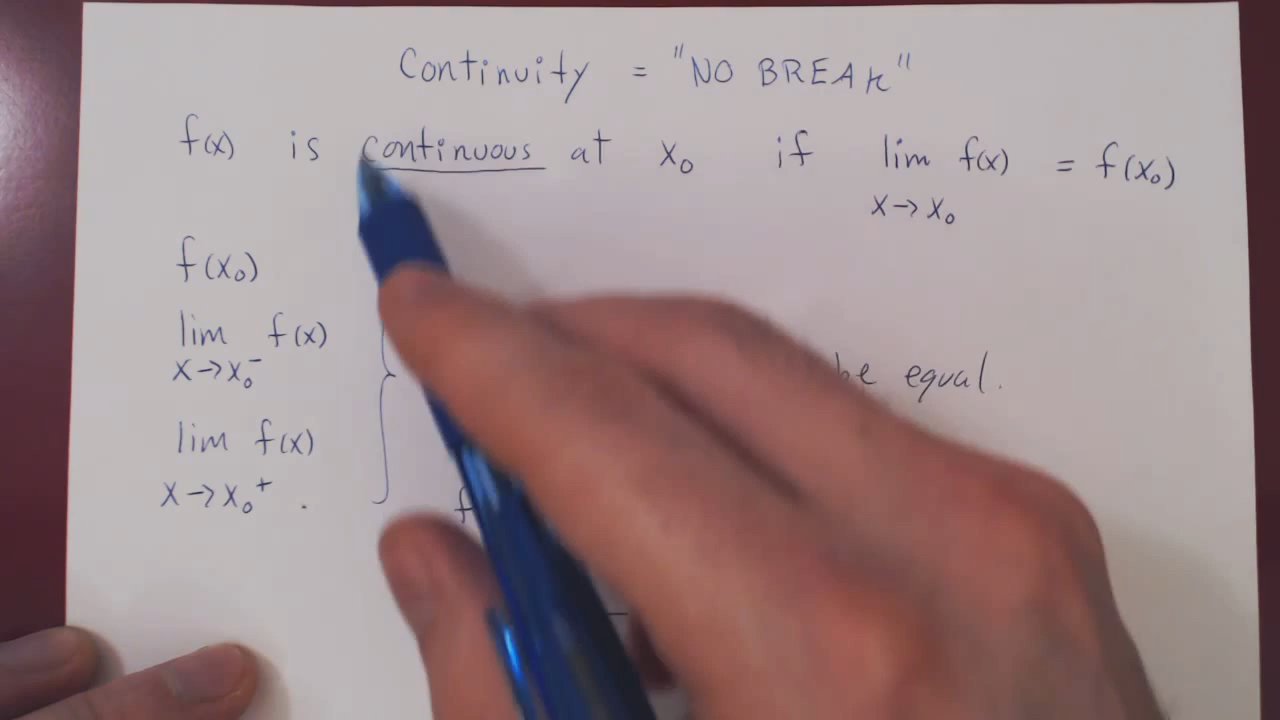 Continuity = "NO BREAK"
f(x) is continuous at x₀ if lim f(x) = f(x₀)
x→x₀
f(x₀)
lim f(x)
x→x₀⁻
be equal.
lim f(x)
x→x₀⁺ .
f